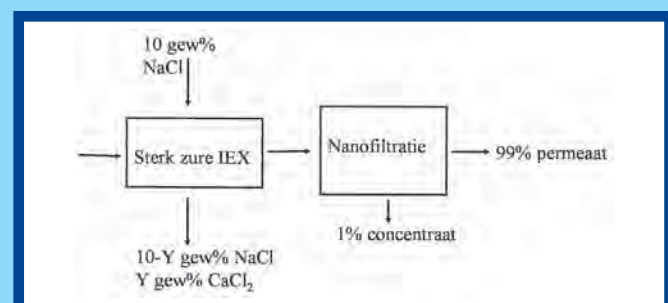 10 gew%
NaCl
Sterk zure IEX
Nanofiltratie
99% permeaat
1% concentraat
10-Y gew% NaCl
Y gew% CaCl₂